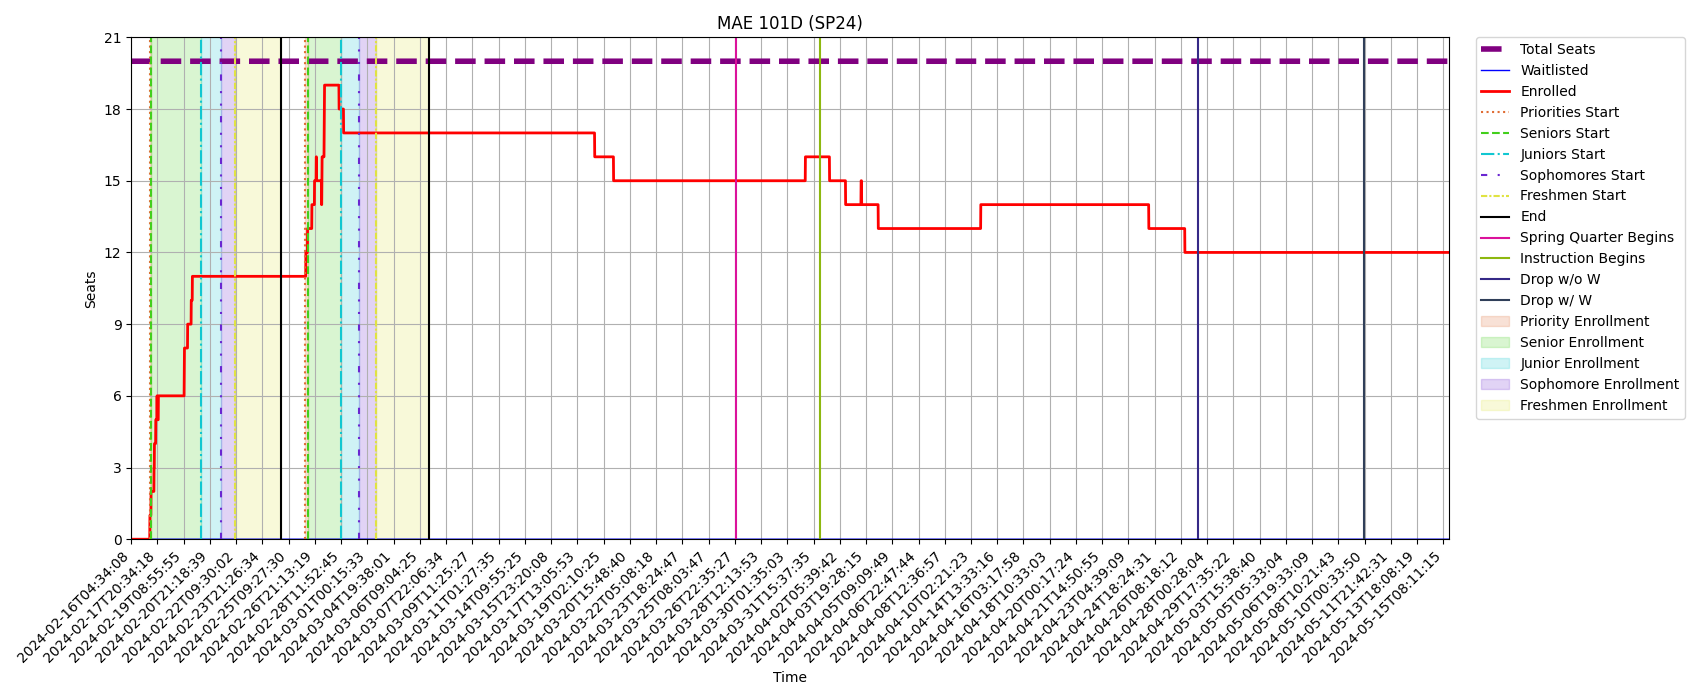 MAE 101D (SP24)
Seats
21
18
15
12
9
6
3
0
2024-02-16T04:34:08
2024-02-17T20:34:18
2024-02-19T08:55:55
2024-02-20T21:18:39
2024-02-22T09:30:02
2024-02-23T21:26:34
2024-02-25T09:27:30
2024-02-26T21:13:19
2024-02-28T11:52:45
2024-03-01T00:15:33
2024-03-04T19:38:01
2024-03-06T09:04:25
2024-03-07T22:06:34
2024-03-09T11:25:27
2024-03-11T01:27:35
2024-03-14T09:55:25
2024-03-15T23:20:08
2024-03-17T13:05:53
2024-03-19T02:10:25
2024-03-20T15:48:40
2024-03-22T05:08:18
2024-03-23T18:24:47
2024-03-25T08:03:47
2024-03-26T22:35:27
2024-03-28T12:13:53
2024-03-30T01:35:03
2024-03-31T15:37:35
2024-04-02T05:39:42
2024-04-03T19:28:15
2024-04-05T09:09:49
2024-04-06T22:47:44
2024-04-08T12:36:57
2024-04-10T02:21:23
2024-04-14T13:33:16
2024-04-16T03:17:58
2024-04-18T10:33:03
2024-04-20T00:17:24
2024-04-21T14:50:55
2024-04-23T04:39:09
2024-04-24T18:24:31
2024-04-26T08:18:12
2024-04-28T00:28:04
2024-04-29T17:35:22
2024-05-03T15:38:40
2024-05-05T05:33:04
2024-05-06T19:33:09
2024-05-08T10:21:43
2024-05-10T00:33:50
2024-05-11T21:42:31
2024-05-13T18:08:19
2024-05-15T08:11:15
Time
Total Seats
Waitlisted
Enrolled
Priorities Start
Seniors Start
Juniors Start
Sophomores Start
Freshmen Start
End
Spring Quarter Begins
Instruction Begins
Drop w/o W
Drop w/ W
Priority Enrollment
Senior Enrollment
Junior Enrollment
Sophomore Enrollment
Freshmen Enrollment